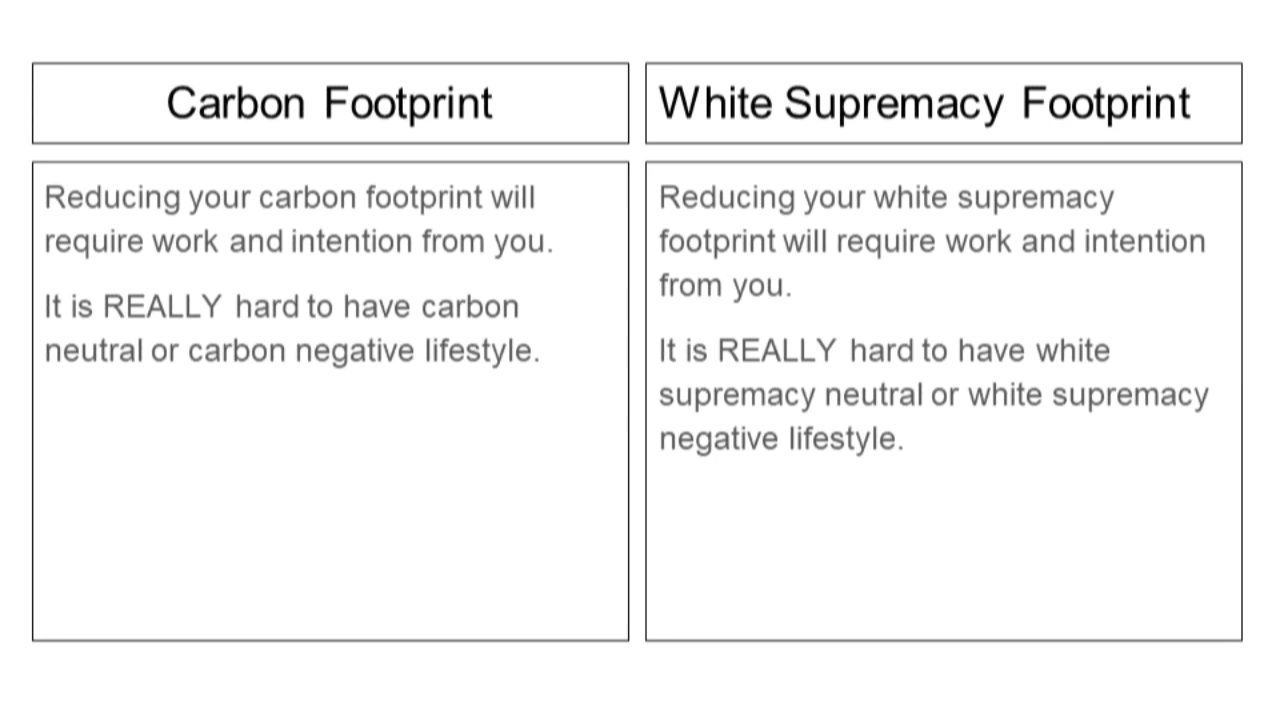 Carbon Footprint
Reducing your carbon footprint will
require work and intention from you.
It is REALLY hard to have carbon
neutral or carbon negative lifestyle.
White Supremacy Footprint
Reducing your white supremacy
footprint will require work and intention
from you.
It is REALLY hard to have white
supremacy neutral or white supremacy
negative lifestyle.